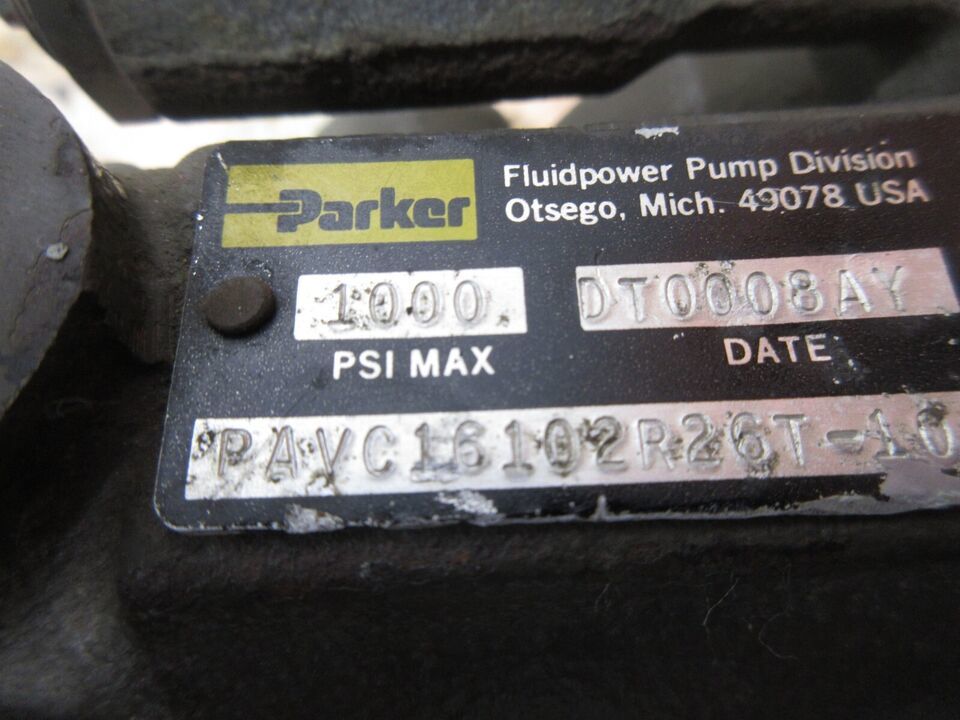 Parker
Fluidpower Pump Division
Otsego, Mich. 49078 USA
1000
DT0008AY
PSI MAX
DATE
PAVC16102R26T-10